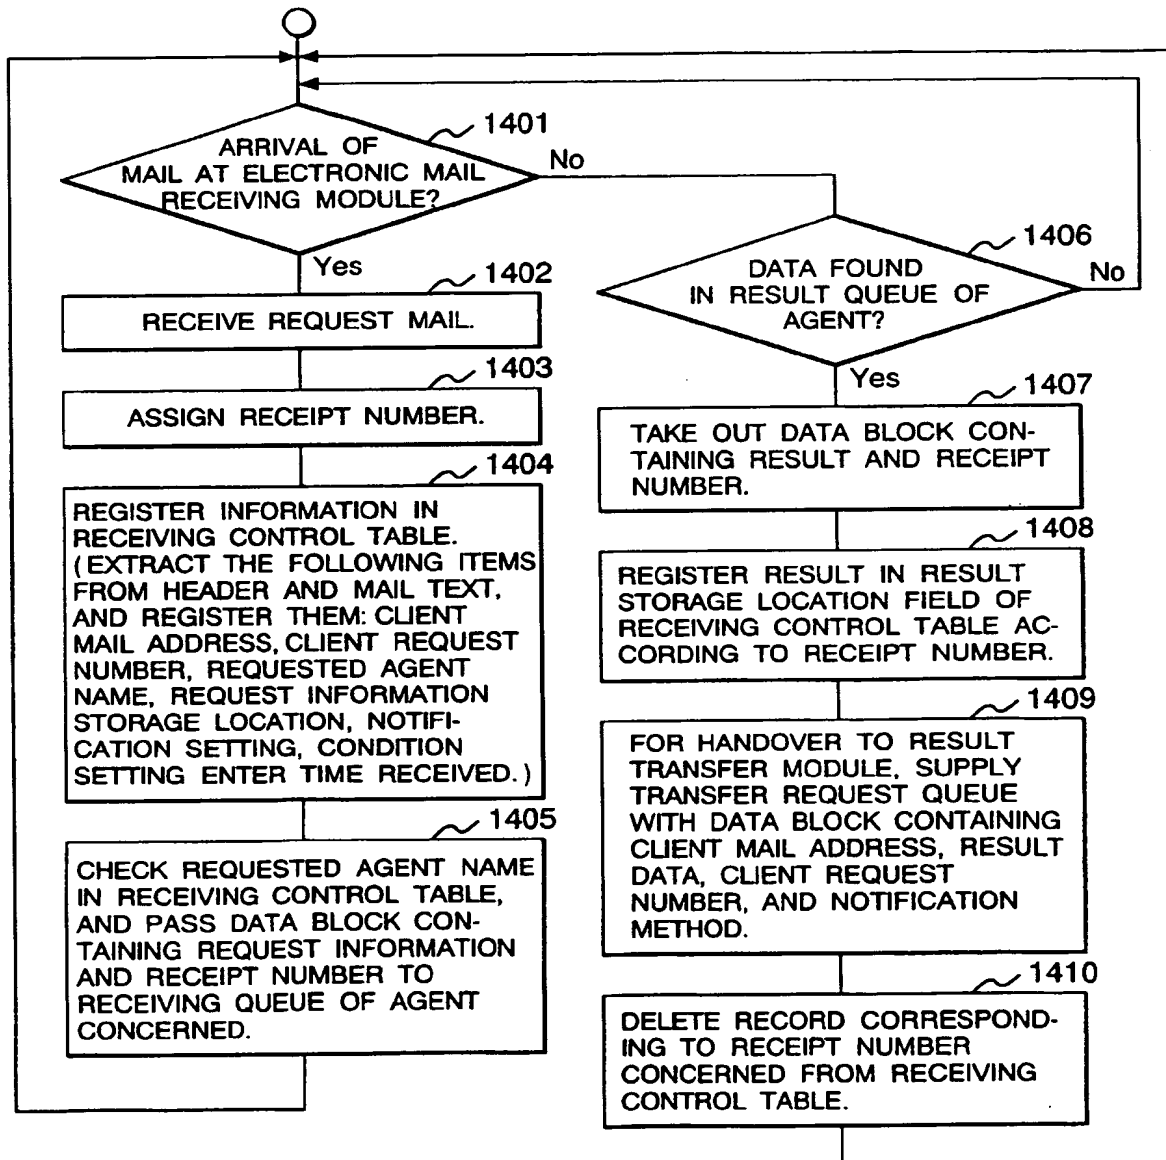 1401
ARRIVAL OF
MAIL AT ELECTRONIC MAIL
RECEIVING MODULE?
No
Yes
1402
RECEIVE REQUEST MAIL.
1403
ASSIGN RECEIPT NUMBER.
1404
REGISTER INFORMATION IN
RECEIVING CONTROL TABLE.
(EXTRACT THE FOLLOWING ITEMS
FROM HEADER AND MAIL TEXT,
AND REGISTER THEM: CLIENT
MAIL ADDRESS, CLIENT REQUEST
NUMBER, REQUESTED AGENT
NAME, REQUEST INFORMATION
STORAGE LOCATION, NOTIFI-
CATION SETTING, CONDITION
SETTING ENTER TIME RECEIVED.)
1405
CHECK REQUESTED AGENT NAME
IN RECEIVING CONTROL TABLE,
AND PASS DATA BLOCK CON-
TAINING REQUEST INFORMATION
AND RECEIPT NUMBER TO
RECEIVING QUEUE OF AGENT
CONCERNED.
1406
DATA FOUND
IN RESULT QUEUE OF
AGENT?
No
Yes
1407
TAKE OUT DATA BLOCK CON-
TAINING RESULT AND RECEIPT
NUMBER.
1408
REGISTER RESULT IN RESULT
STORAGE LOCATION FIELD OF
RECEIVING CONTROL TABLE AC-
CORDING TO RECEIPT NUMBER.
1409
FOR HANDOVER TO RESULT
TRANSFER MODULE, SUPPLY
TRANSFER REQUEST QUEUE
WITH DATA BLOCK CONTAINING
CLIENT MAIL ADDRESS, RESULT
DATA, CLIENT REQUEST
NUMBER, AND NOTIFICATION
METHOD.
1410
DELETE RECORD CORRESPOND-
ING TO RECEIPT NUMBER
CONCERNED FROM RECEIVING
CONTROL TABLE.